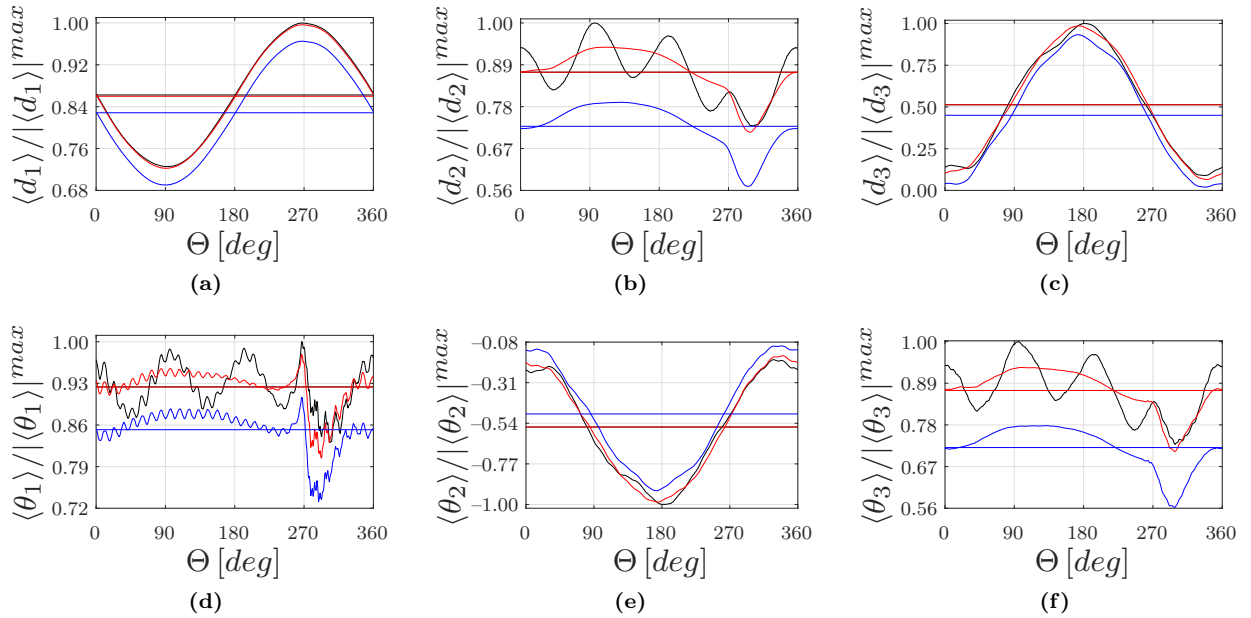 ⟨d₁⟩/|⟨d₁⟩|ᵐᵃˣ
1.00
0.92
0.84
0.76
0.68
0 90 180 270 360
Θ [deg]
(a)
⟨d₂⟩/|⟨d₂⟩|ᵐᵃˣ
1.00
0.89
0.78
0.67
0.56
0 90 180 270 360
Θ [deg]
(b)
⟨d₃⟩/|⟨d₃⟩|ᵐᵃˣ
1.00
0.75
0.50
0.25
0.00
0 90 180 270 360
Θ [deg]
(c)
⟨θ₁⟩/|⟨θ₁⟩|ᵐᵃˣ
1.00
0.93
0.86
0.79
0.72
0 90 180 270 360
Θ [deg]
(d)
⟨θ₂⟩/|⟨θ₂⟩|ᵐᵃˣ
−0.08
−0.31
−0.54
−0.77
−1.00
0 90 180 270 360
Θ [deg]
(e)
⟨θ₃⟩/|⟨θ₃⟩|ᵐᵃˣ
1.00
0.89
0.78
0.67
0.56
0 90 180 270 360
Θ [deg]
(f)